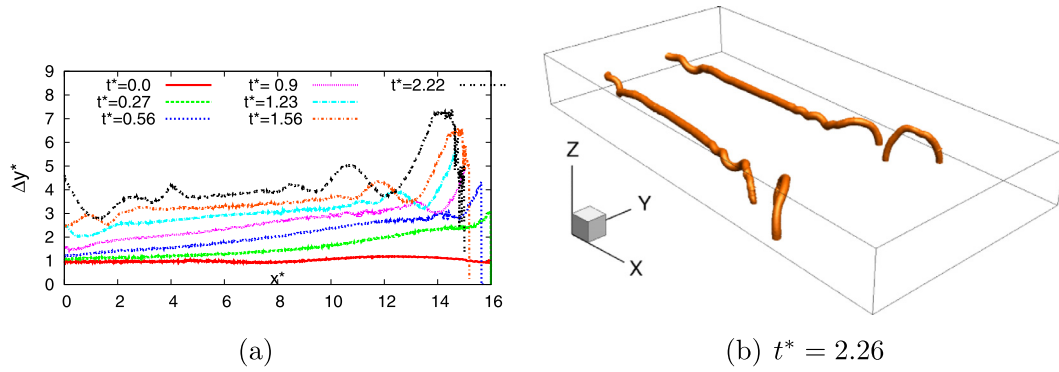 9
8
7
6
5
4
3
2
1
0
Δy*
t*=0.0
t*= 0.9
t*=2.22
t*=0.27
t*=1.23
t*=0.56
t*=1.56
x*
0 2 4 6 8 10 12 14 16
(a)
Z
Y
X
(b) t* = 2.26